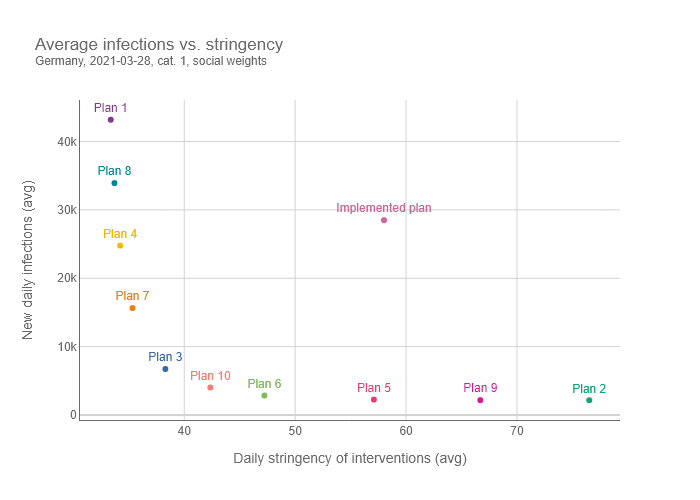 Average infections vs. stringency
Germany, 2021-03-28, cat. 1, social weights
Plan 1
40k
Plan 8
30k
Implemented plan
Plan 4
20k
Plan 7
10k
Plan 3
Plan 10
Plan 6
Plan 5
Plan 9
Plan 2
0
40
50
60
70
Daily stringency of interventions (avg)
New daily infections (avg)